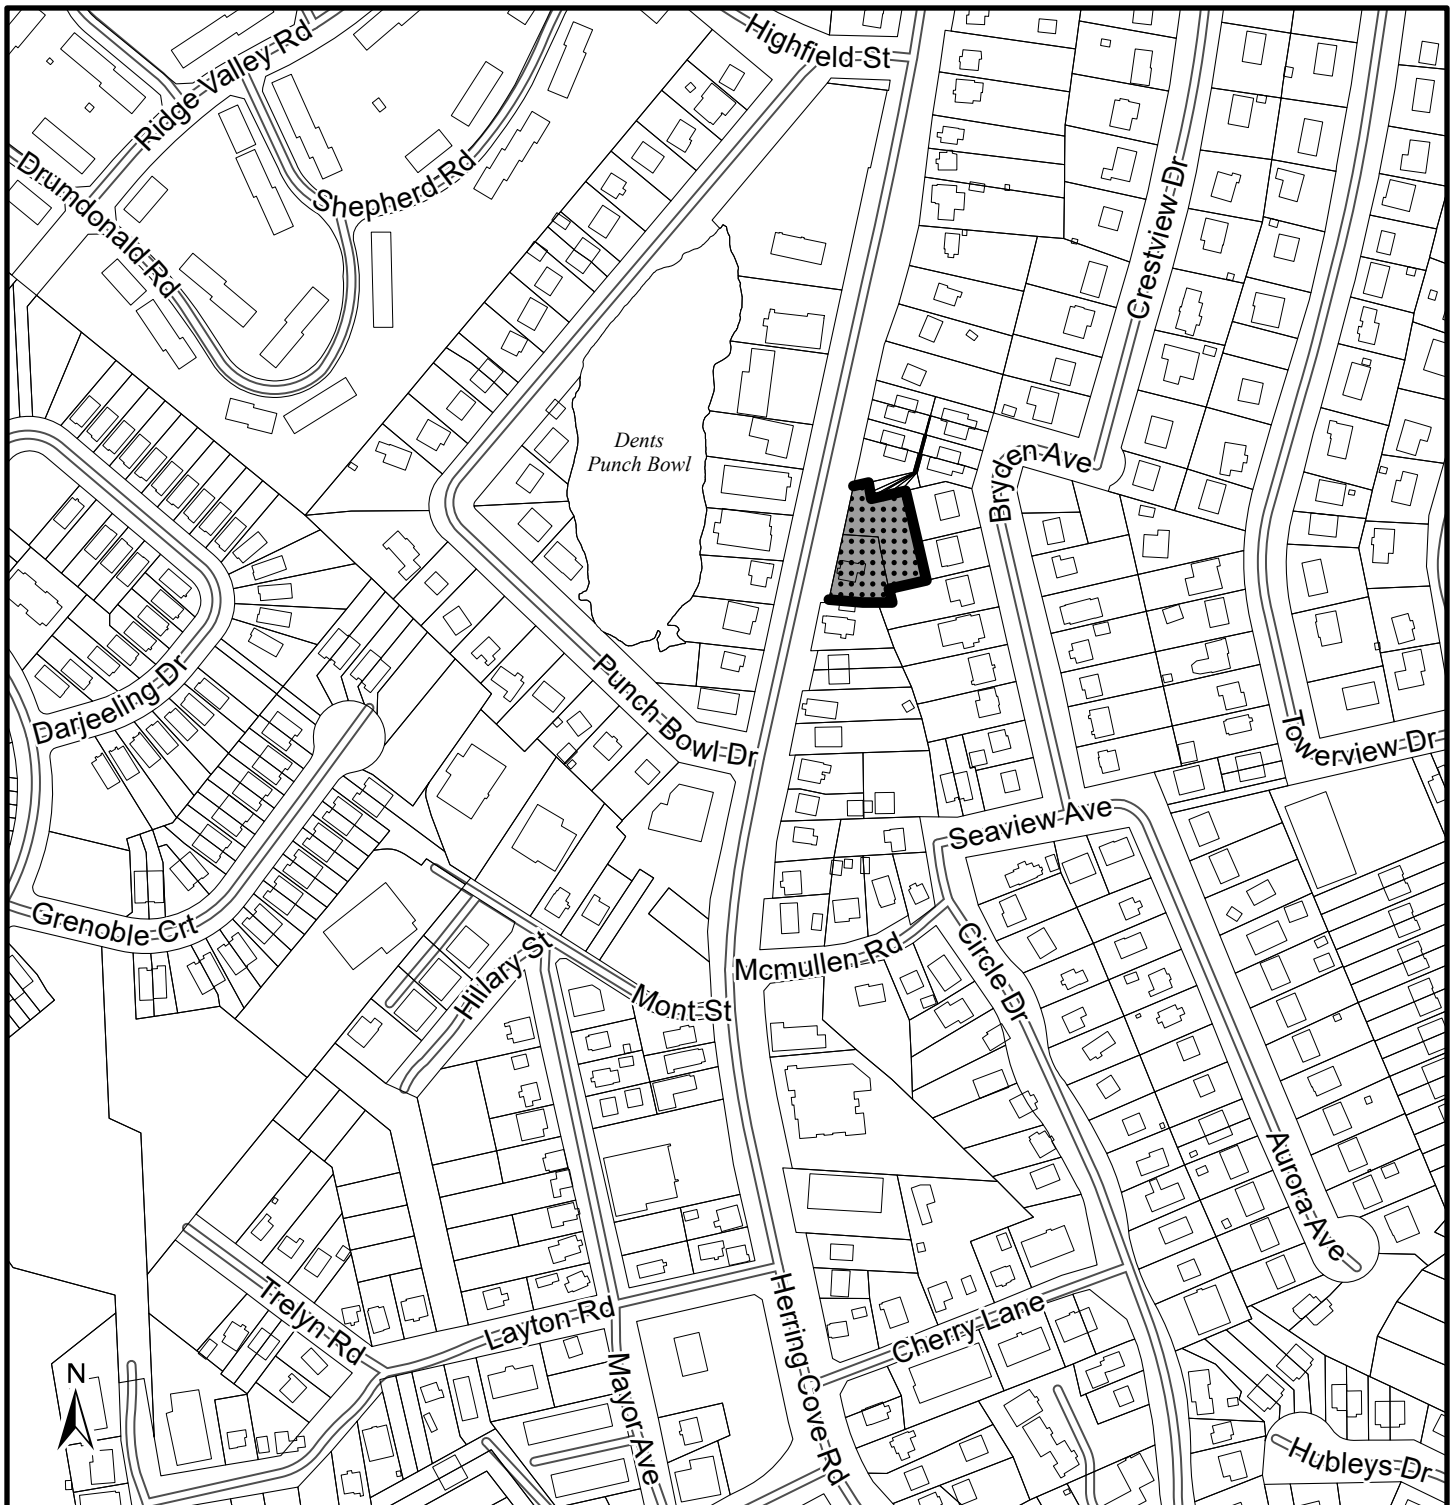 Highfield St
Ridge Valley Rd
Drumdonald Rd
Shepherd Rd
Crestview Dr
Dents
Punch Bowl
Bryden Ave
Darjeeling Dr
Punch Bowl Dr
Towerview Dr
Seaview Ave
Grenoble Crt
Hillary St
Mcmullen Rd
Circle Dr
Mont St
Aurora Ave
Trelyn Rd
Layton Rd
Herring Cove Rd
Cherry Lane
Mayor Ave
N
Hubleys Dr